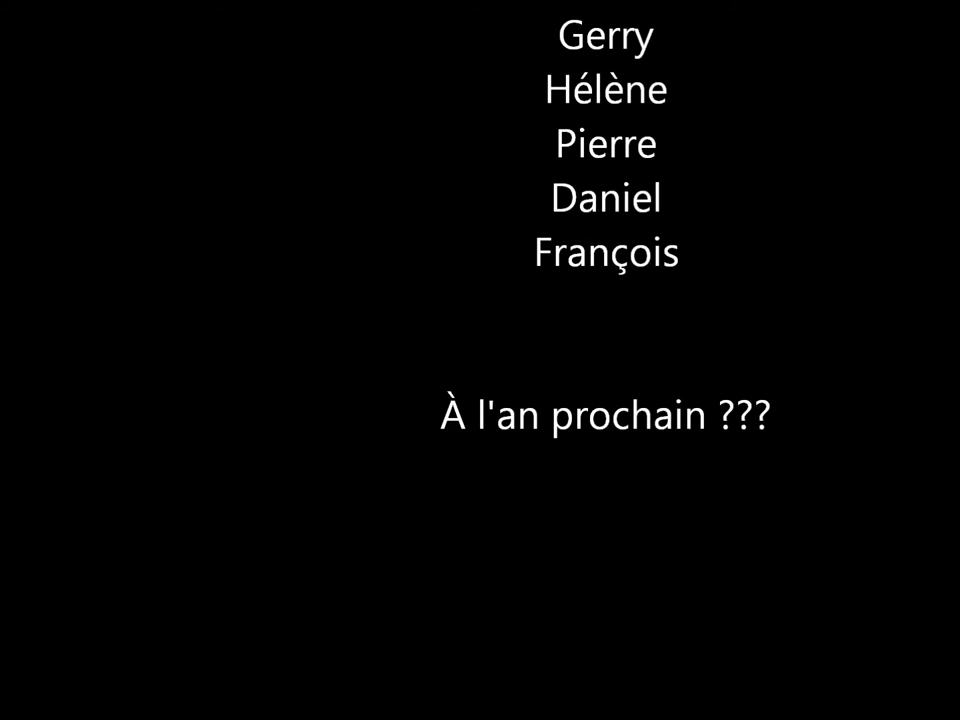 Gerry
Hélène
Pierre
Daniel
François
À l'an prochain ???